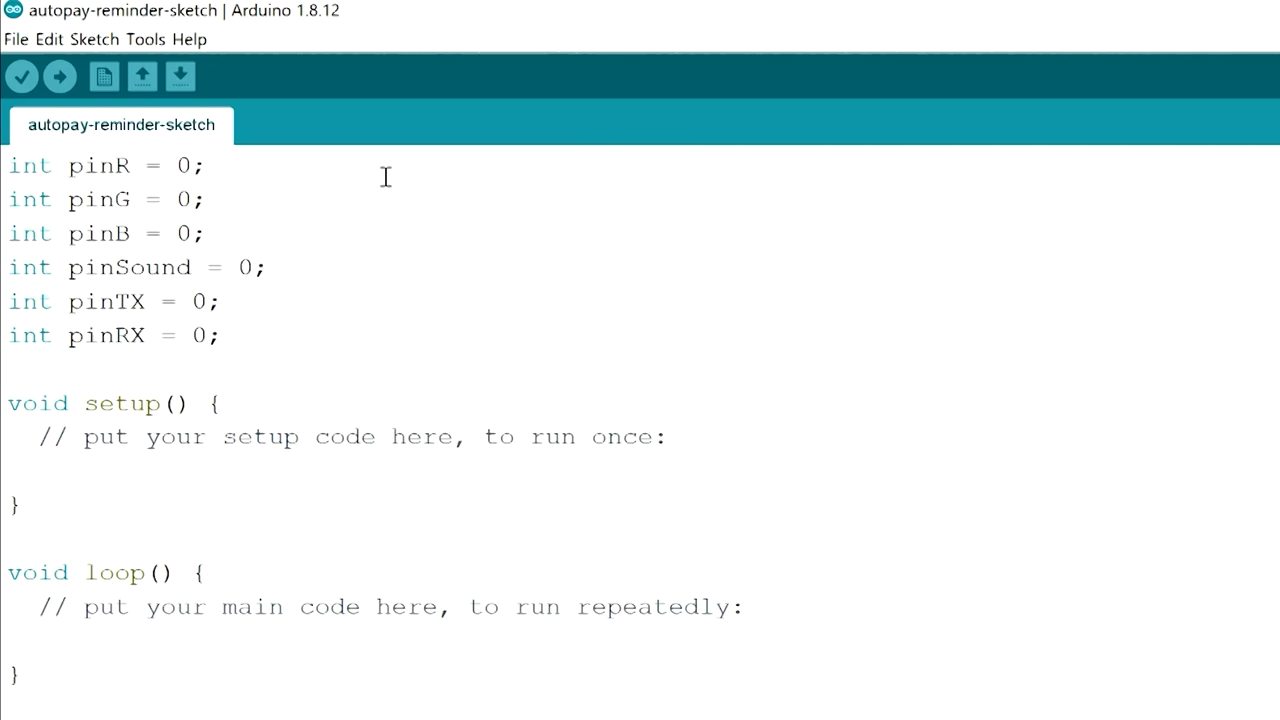 autopay-reminder-sketch | Arduino 1.8.12
File Edit Sketch Tools Help
autopay-reminder-sketch
int pinR = 0;
int pinG = 0;
int pinB = 0;
int pinSound = 0;
int pinTX = 0;
int pinRX = 0;
void setup() {
// put your setup code here, to run once:
}
void loop() {
// put your main code here, to run repeatedly:
}